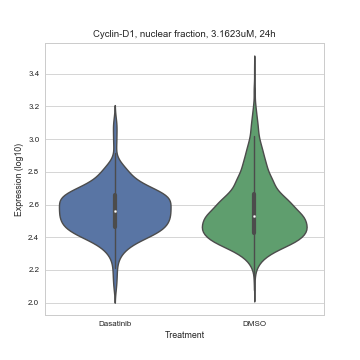 Cyclin-D1, nuclear fraction, 3.1623uM, 24h
Expression (log10)
3.4
3.2
3.0
2.8
2.6
2.4
2.2
2.0
Dasatinib DMSO
Treatment